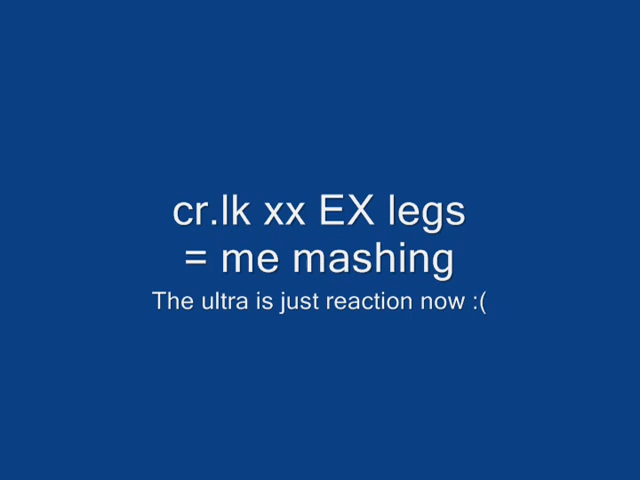 cr.lk xx EX legs
= me mashing
The ultra is just reaction now :(